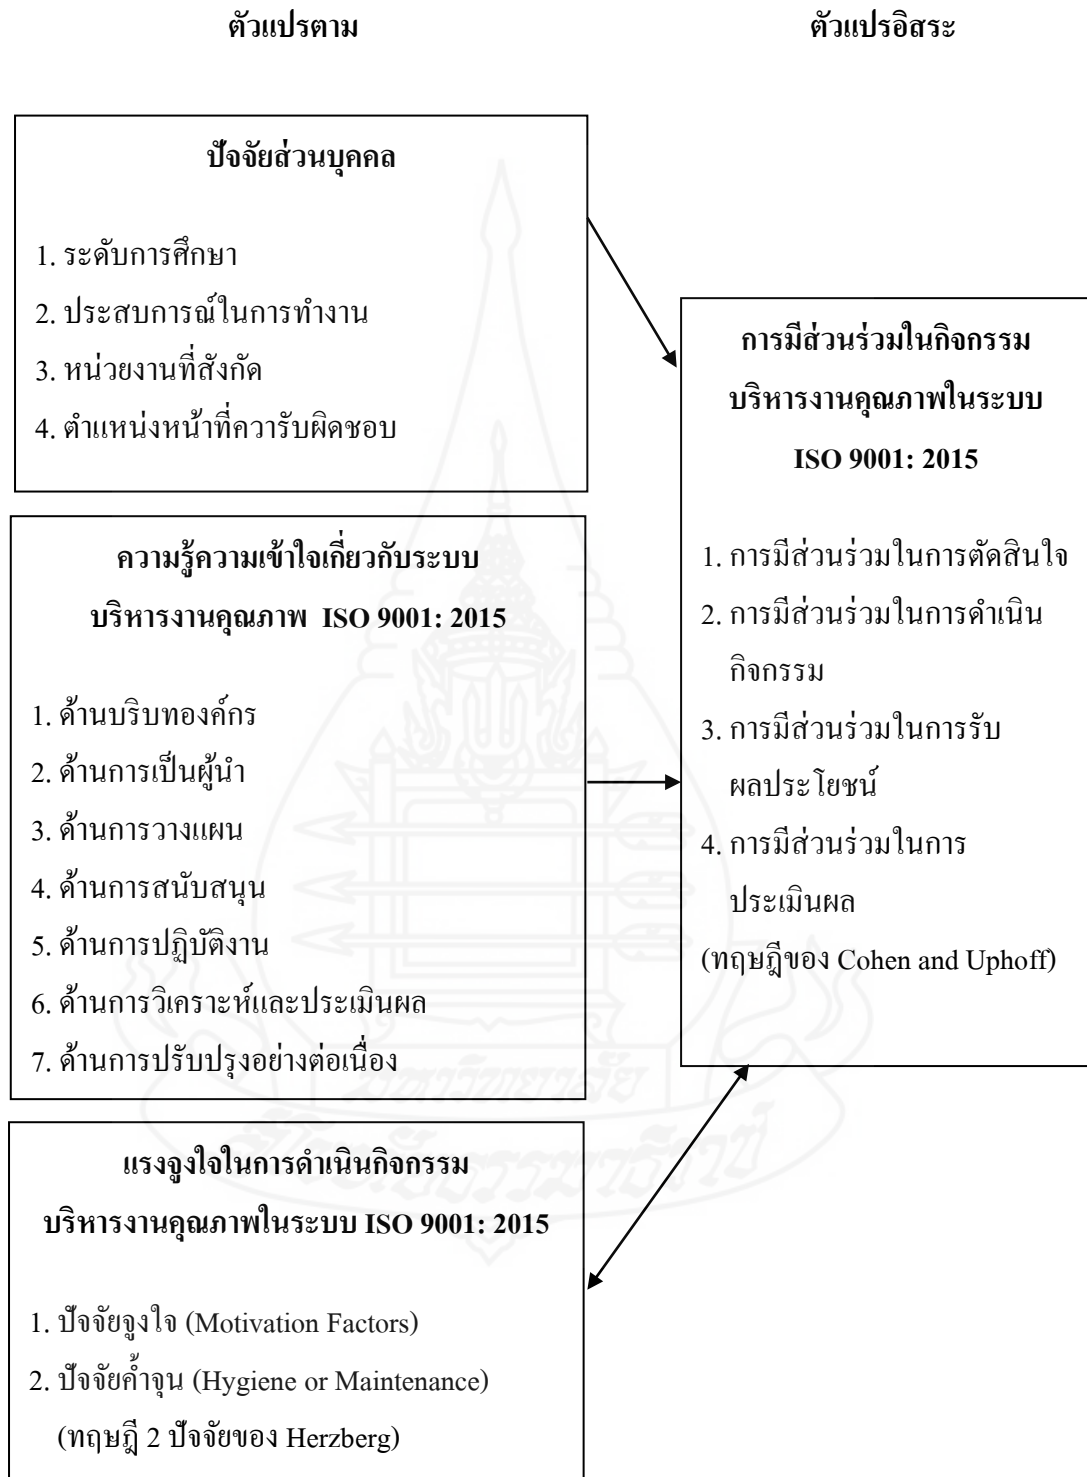 ตัวแปรตาม
ตัวแปรอิสระ
ปัจจัยส่วนบุคคล
1. ระดับการศึกษา
2. ประสบการณ์ในการทำงาน
3. หน่วยงานที่สังกัด
4. ตำแหน่งหน้าที่ควารับผิดชอบ
ความรู้ความเข้าใจเกี่ยวกับระบบ
บริหารงานคุณภาพ ISO 9001: 2015
1. ด้านบริบทองค์กร
2. ด้านการเป็นผู้นำ
3. ด้านการวางแผน
4. ด้านการสนับสนุน
5. ด้านการปฏิบัติงาน
6. ด้านการวิเคราะห์และประเมินผล
7. ด้านการปรับปรุงอย่างต่อเนื่อง
แรงจูงใจในการดำเนินกิจกรรม
บริหารงานคุณภาพในระบบ ISO 9001: 2015
1. ปัจจัยจูงใจ (Motivation Factors)
2. ปัจจัยค้ำจุน (Hygiene or Maintenance)
(ทฤษฎี 2 ปัจจัยของ Herzberg)
การมีส่วนร่วมในกิจกรรม
บริหารงานคุณภาพในระบบ
ISO 9001: 2015
1. การมีส่วนร่วมในการตัดสินใจ
2. การมีส่วนร่วมในการดำเนิน
กิจกรรม
3. การมีส่วนร่วมในการรับ
ผลประโยชน์
4. การมีส่วนร่วมในการ
ประเมินผล
(ทฤษฎีของ Cohen and Uphoff)
มหาวิทยาลัย
สุโขทัยธรรมาธิราช